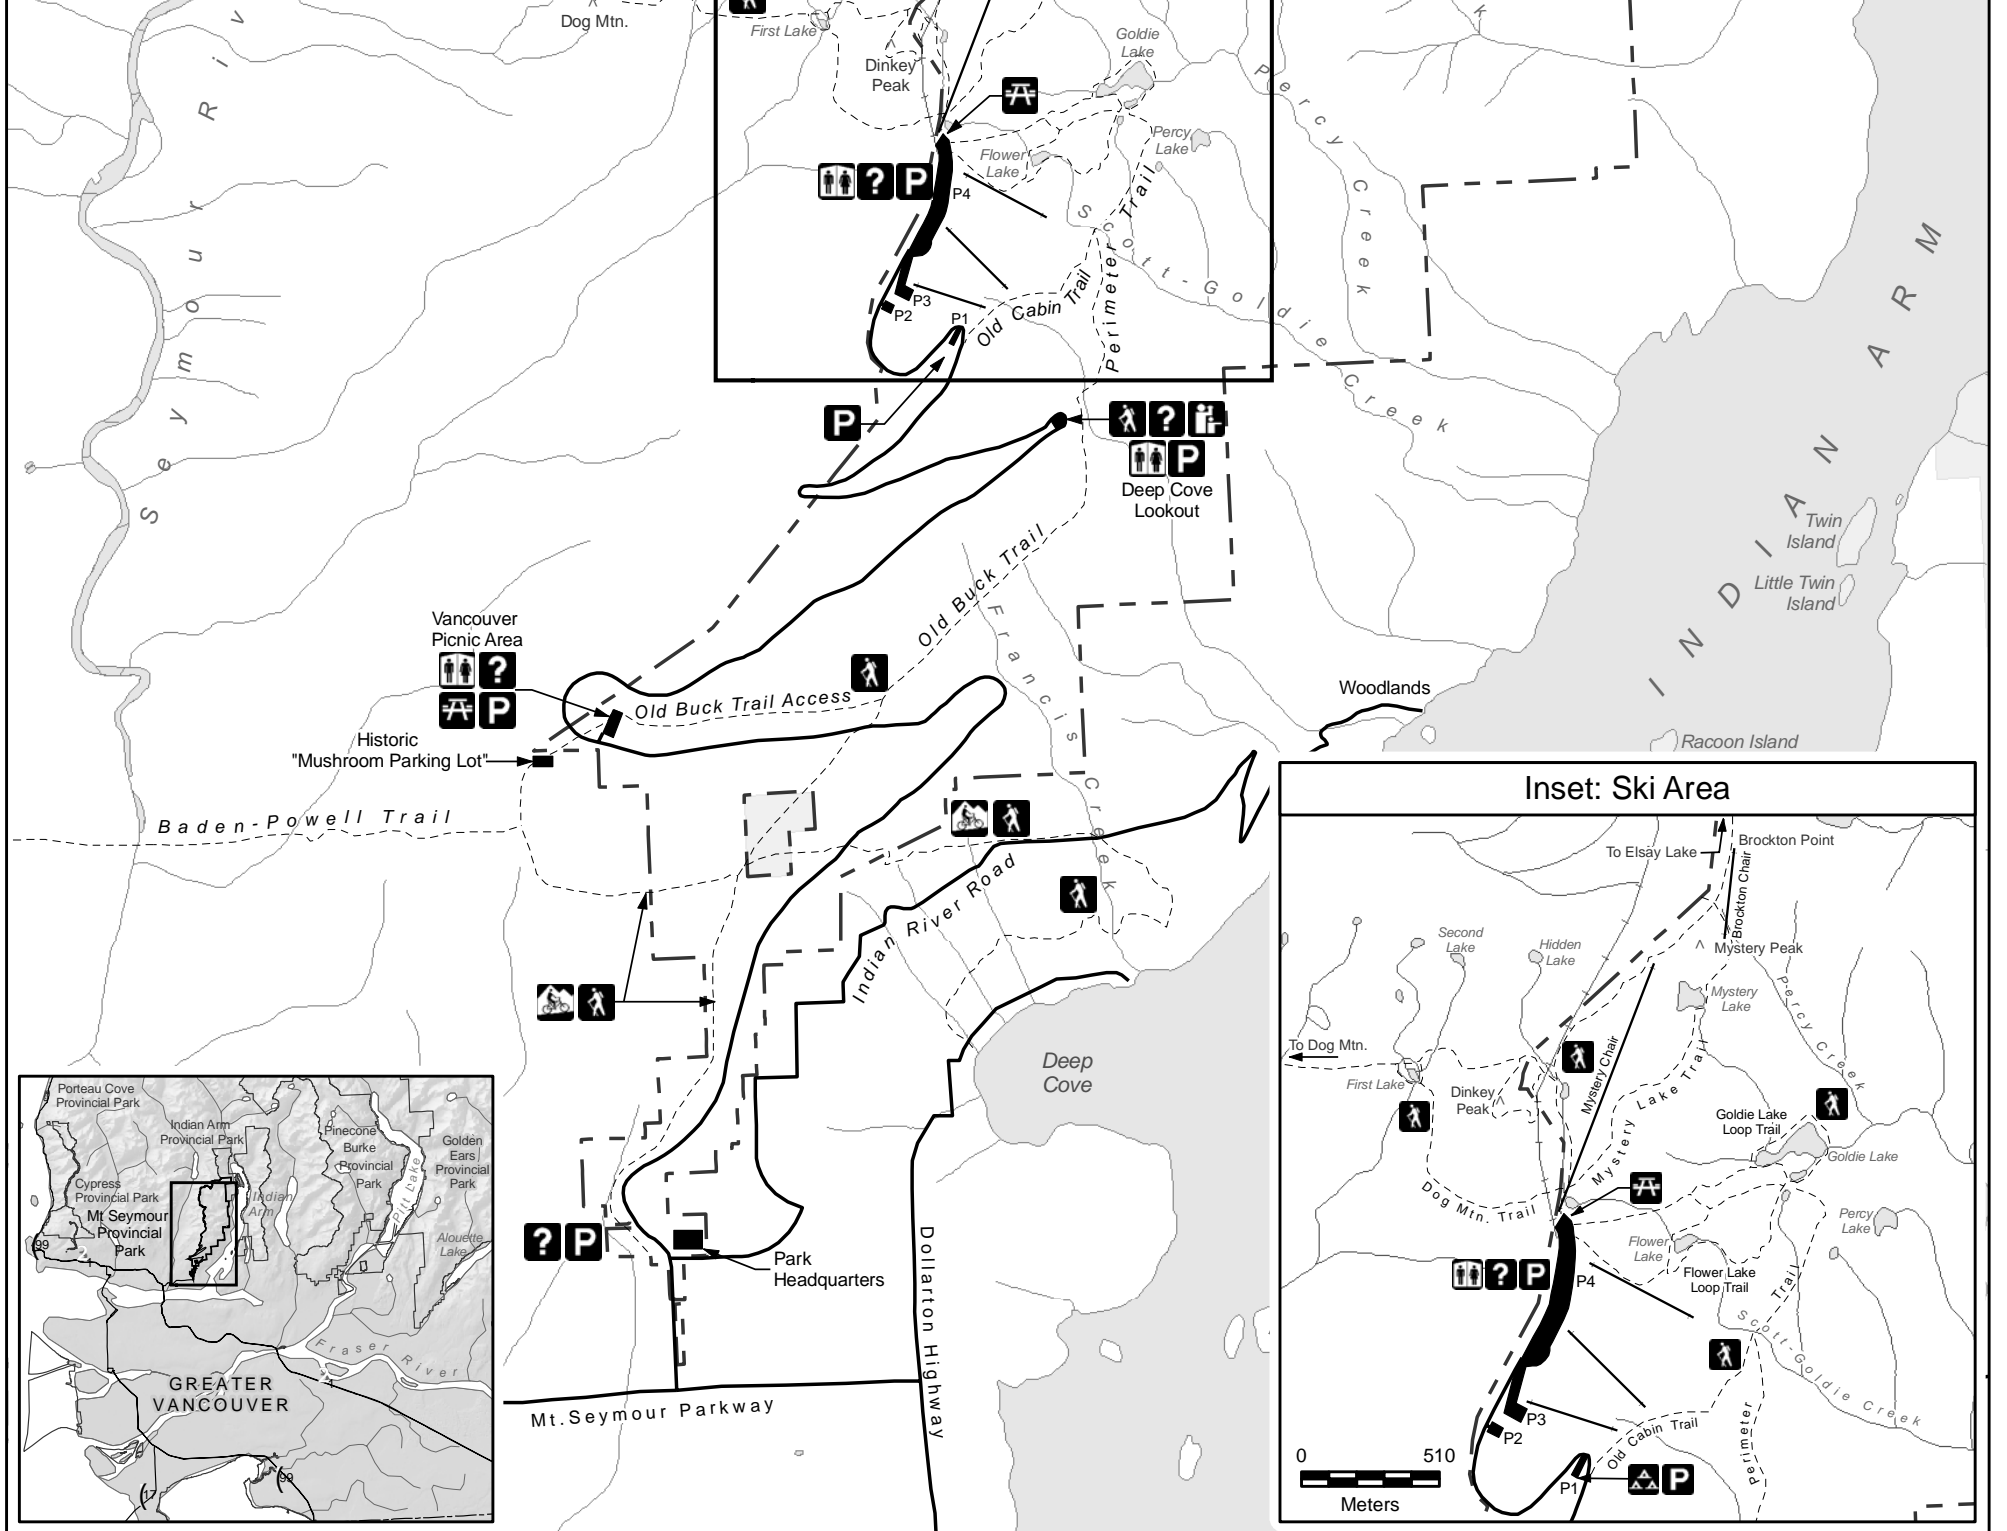 Dog Mtn.
First Lake
Dinkey
Peak
Goldie
Lake
Percy
Lake
Flower
Lake
P4
P3
P2
P1
?
P
Old Cabin Trail
Perimeter Trail
Percy Creek
Scott-Goldie Creek
Seymour River
P
?
P
Deep Cove
Lookout
INDIAN ARM
Twin
Island
Little Twin
Island
Racoon Island
Woodlands
Old Buck Trail
Francis Creek
Vancouver
Picnic Area
?
P
Old Buck Trail Access
Historic
"Mushroom Parking Lot"
Baden-Powell Trail
Indian River Road
Deep
Cove
?
P
Park
Headquarters
Dollarton Highway
Mt.Seymour Parkway
Porteau Cove
Provincial Park
Indian Arm
Provincial Park
Pinecone
Burke
Provincial
Park
Golden
Ears
Provincial
Park
Cypress
Provincial Park
Mt Seymour
Provincial
Park
Indian
Arm
Pitt Lake
Alouette
Lake
99
1
Fraser River
1
GREATER
VANCOUVER
99
17
Inset: Ski Area
To Elsay Lake
Brockton Point
Brockton Chair
Mystery Peak
Second
Lake
Hidden
Lake
Mystery
Lake
Percy Creek
To Dog Mtn.
First Lake
Dinkey
Peak
Mystery Chair
Mystery Lake Trail
Goldie Lake
Loop Trail
Goldie Lake
Dog Mtn. Trail
Percy
Lake
Flower
Lake
Flower Lake
Loop Trail
?
P
P4
Scott-Goldie Creek
P3
P2
P1
Old Cabin Trail
Perimeter Trail
P
0 510
Meters